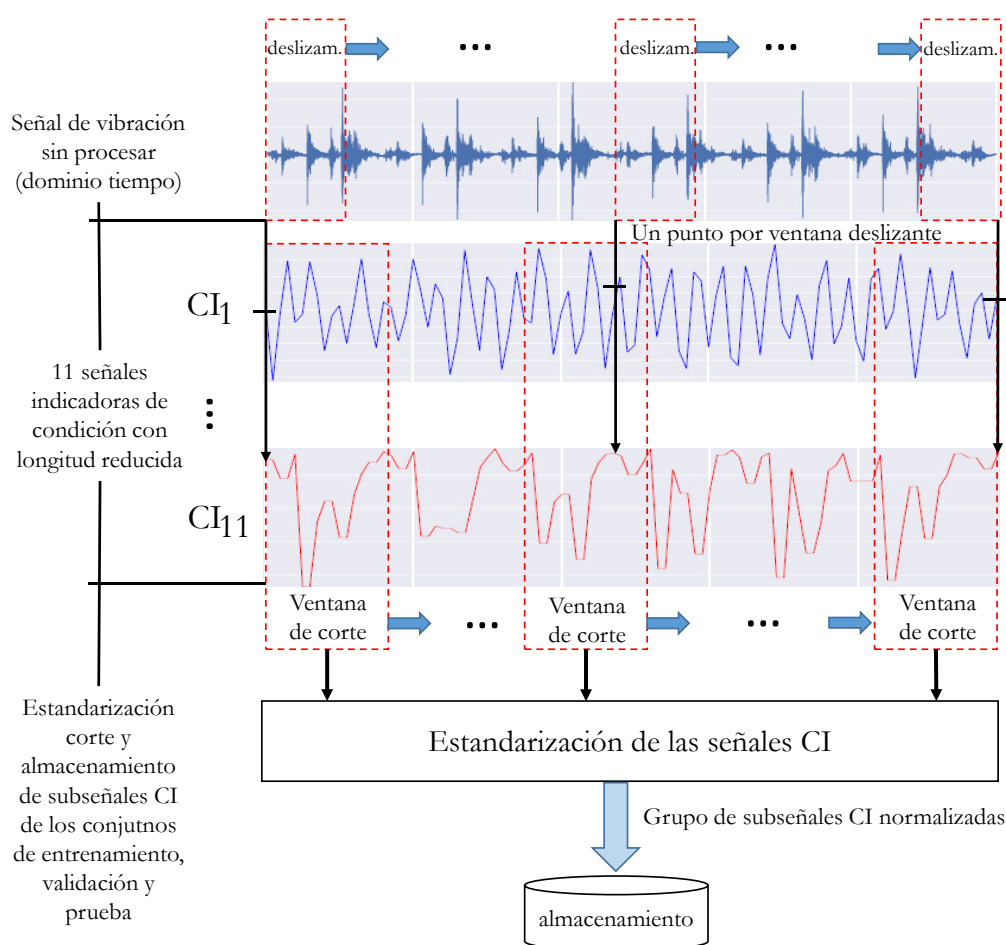 deslizam.
...
deslizam.
...
deslizam.
Señal de vibración
sin procesar
(dominio tiempo)
Un punto por ventana deslizante
CI1
11 señales
indicadoras de
condición con
longitud reducida
...
CI11
Ventana
de corte
...
Ventana
de corte
...
Ventana
de corte
Estandarización
corte y
almacenamiento
de subseñales CI
de los conjutnos
de entrenamiento,
validación y
prueba
Estandarización de las señales CI
Grupo de subseñales CI normalizadas
almacenamiento